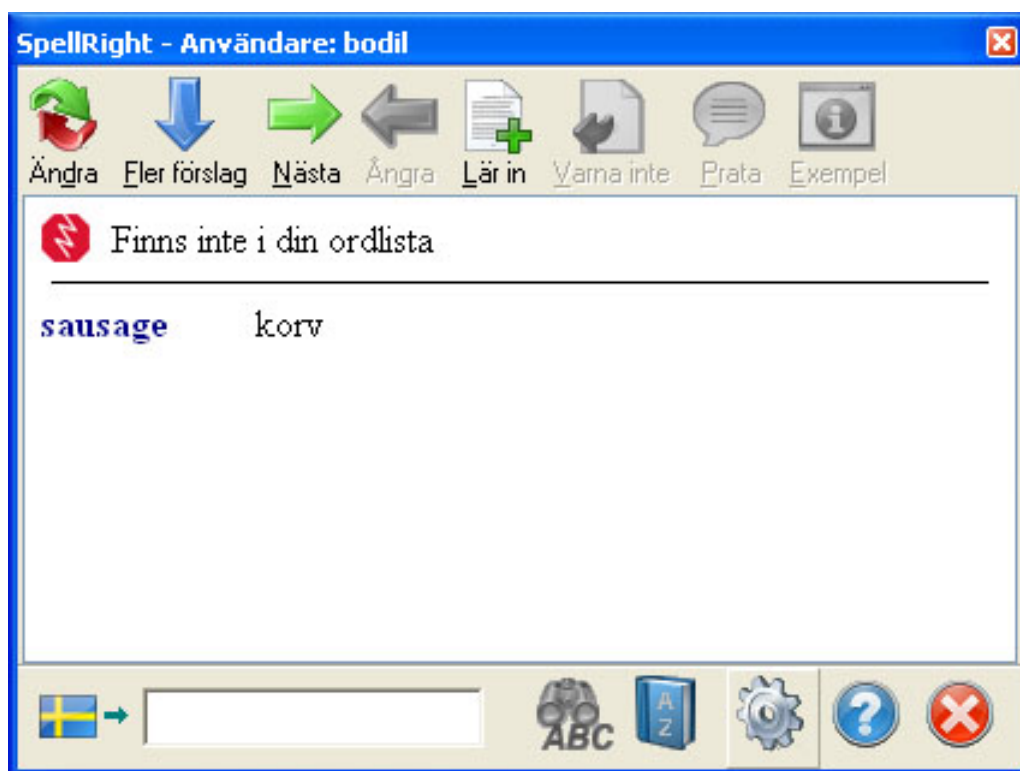 SpellRight - Användare: bodil
Ändra Fler förslag Nästa Ångra Lär in Varna inte Prata Exempel
Finns inte i din ordlista
sausage korv
ABC A Z ?